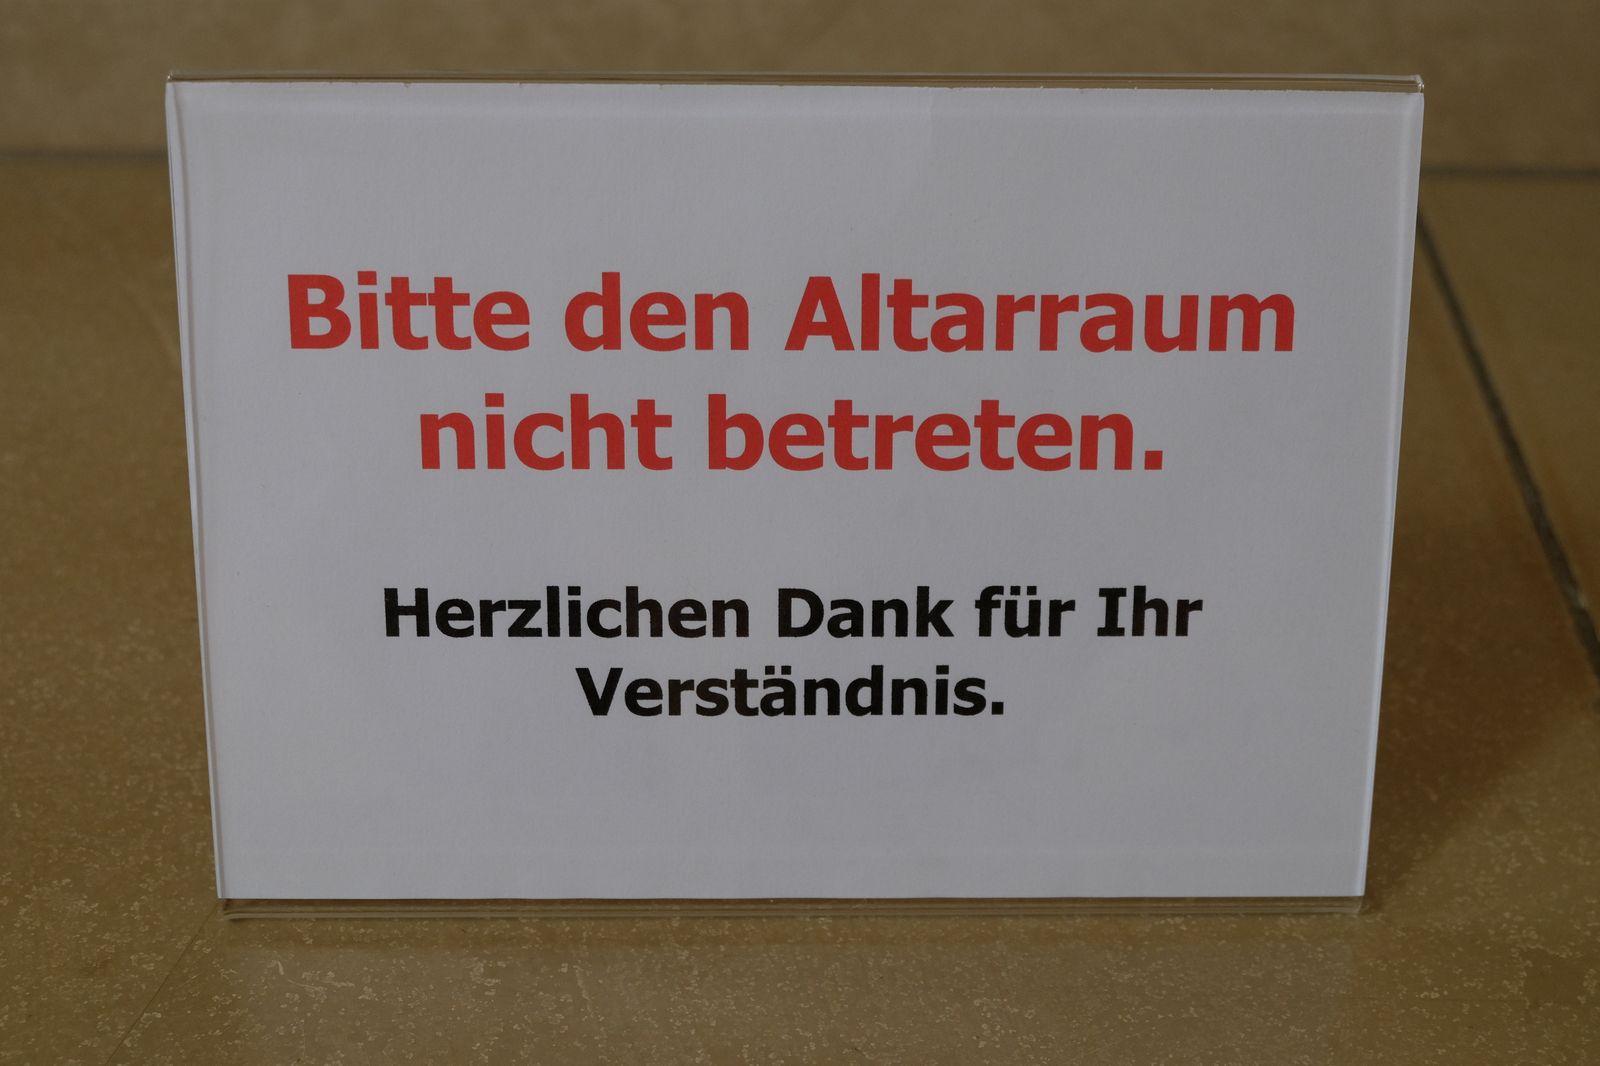 Bitte den Altarraum
nicht betreten.
Herzlichen Dank für Ihr
Verständnis.